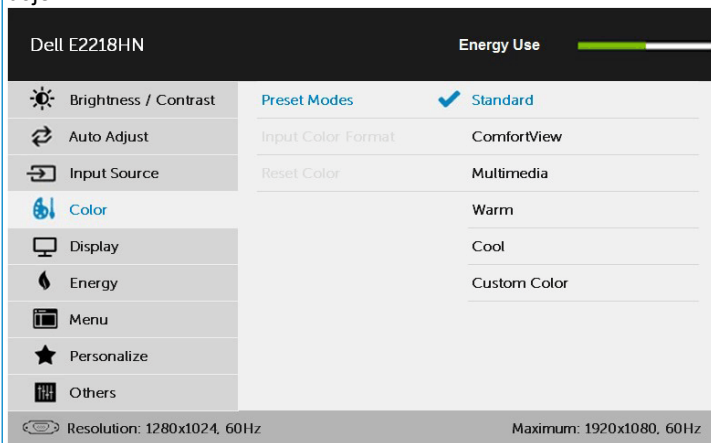 Dell E2218HN Energy Use
Brightness / Contrast Preset Modes Standard
Auto Adjust Input Color Format ComfortView
Input Source Reset Color Multimedia
Color Warm
Display Cool
Energy Custom Color
Menu
Personalize
Others
Resolution: 1280x1024, 60Hz Maximum: 1920x1080, 60Hz